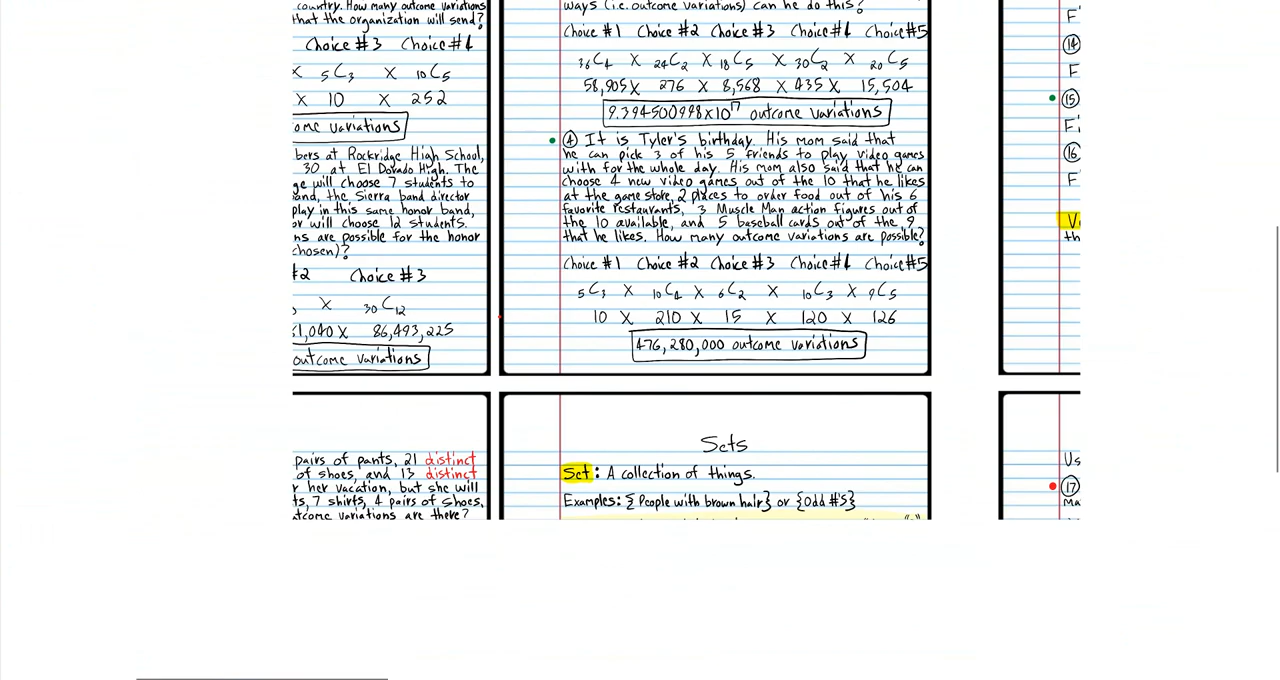 country. How many outcome variations
that the organization will send?
Choice #3 Choice #4
X 5C3 X 10C5
X 10 X 252
ome variations
bers at Rockridge High School,
30 at El Dorado High. The
ge will choose 7 students to
and, the Sierra band director
play in this same honor band,
or will choose 12 students.
ns are possible for the honor
chosen)?
#2 Choice #3
X 30C12
31,040 X 86,493,225
outcome variations
ways (i.e. outcome variations) can he do this?
Choice #1 Choice #2 Choice #3 Choice #4 Choice #5
36C4 X 24C2 X 18C5 X 30C2 X 20C5
58,905 X 276 X 8,568 X 435 X 15,504
9.394500998x10^17 outcome variations
④ It is Tyler's birthday. His mom said that
he can pick 3 of his 5 friends to play video games
with for the whole day. His mom also said that he can
choose 4 new video games out of the 10 that he likes
at the game store, 2 places to order food out of his 6
favorite restaurants, 3 Muscle Man action figures out of
the 10 available, and 5 baseball cards out of the 9
that he likes. How many outcome variations are possible?
Choice #1 Choice #2 Choice #3 Choice #4 Choice #5
5C3 X 10C4 X 6C2 X 10C3 X 9C5
10 X 210 X 15 X 120 X 126
476,280,000 outcome variations
F
⑭
F
⑮
F
⑯
F
V
th
pairs of pants, 21 distinct
of shoes, and 13 distinct
r her vacation, but she will
ts, 7 shirts, 4 pairs of shoes,
utcome variations are there?
Sets
Set: A collection of things.
Examples: {People with brown hair} or {Odd #'s}
Us
⑰
Ma